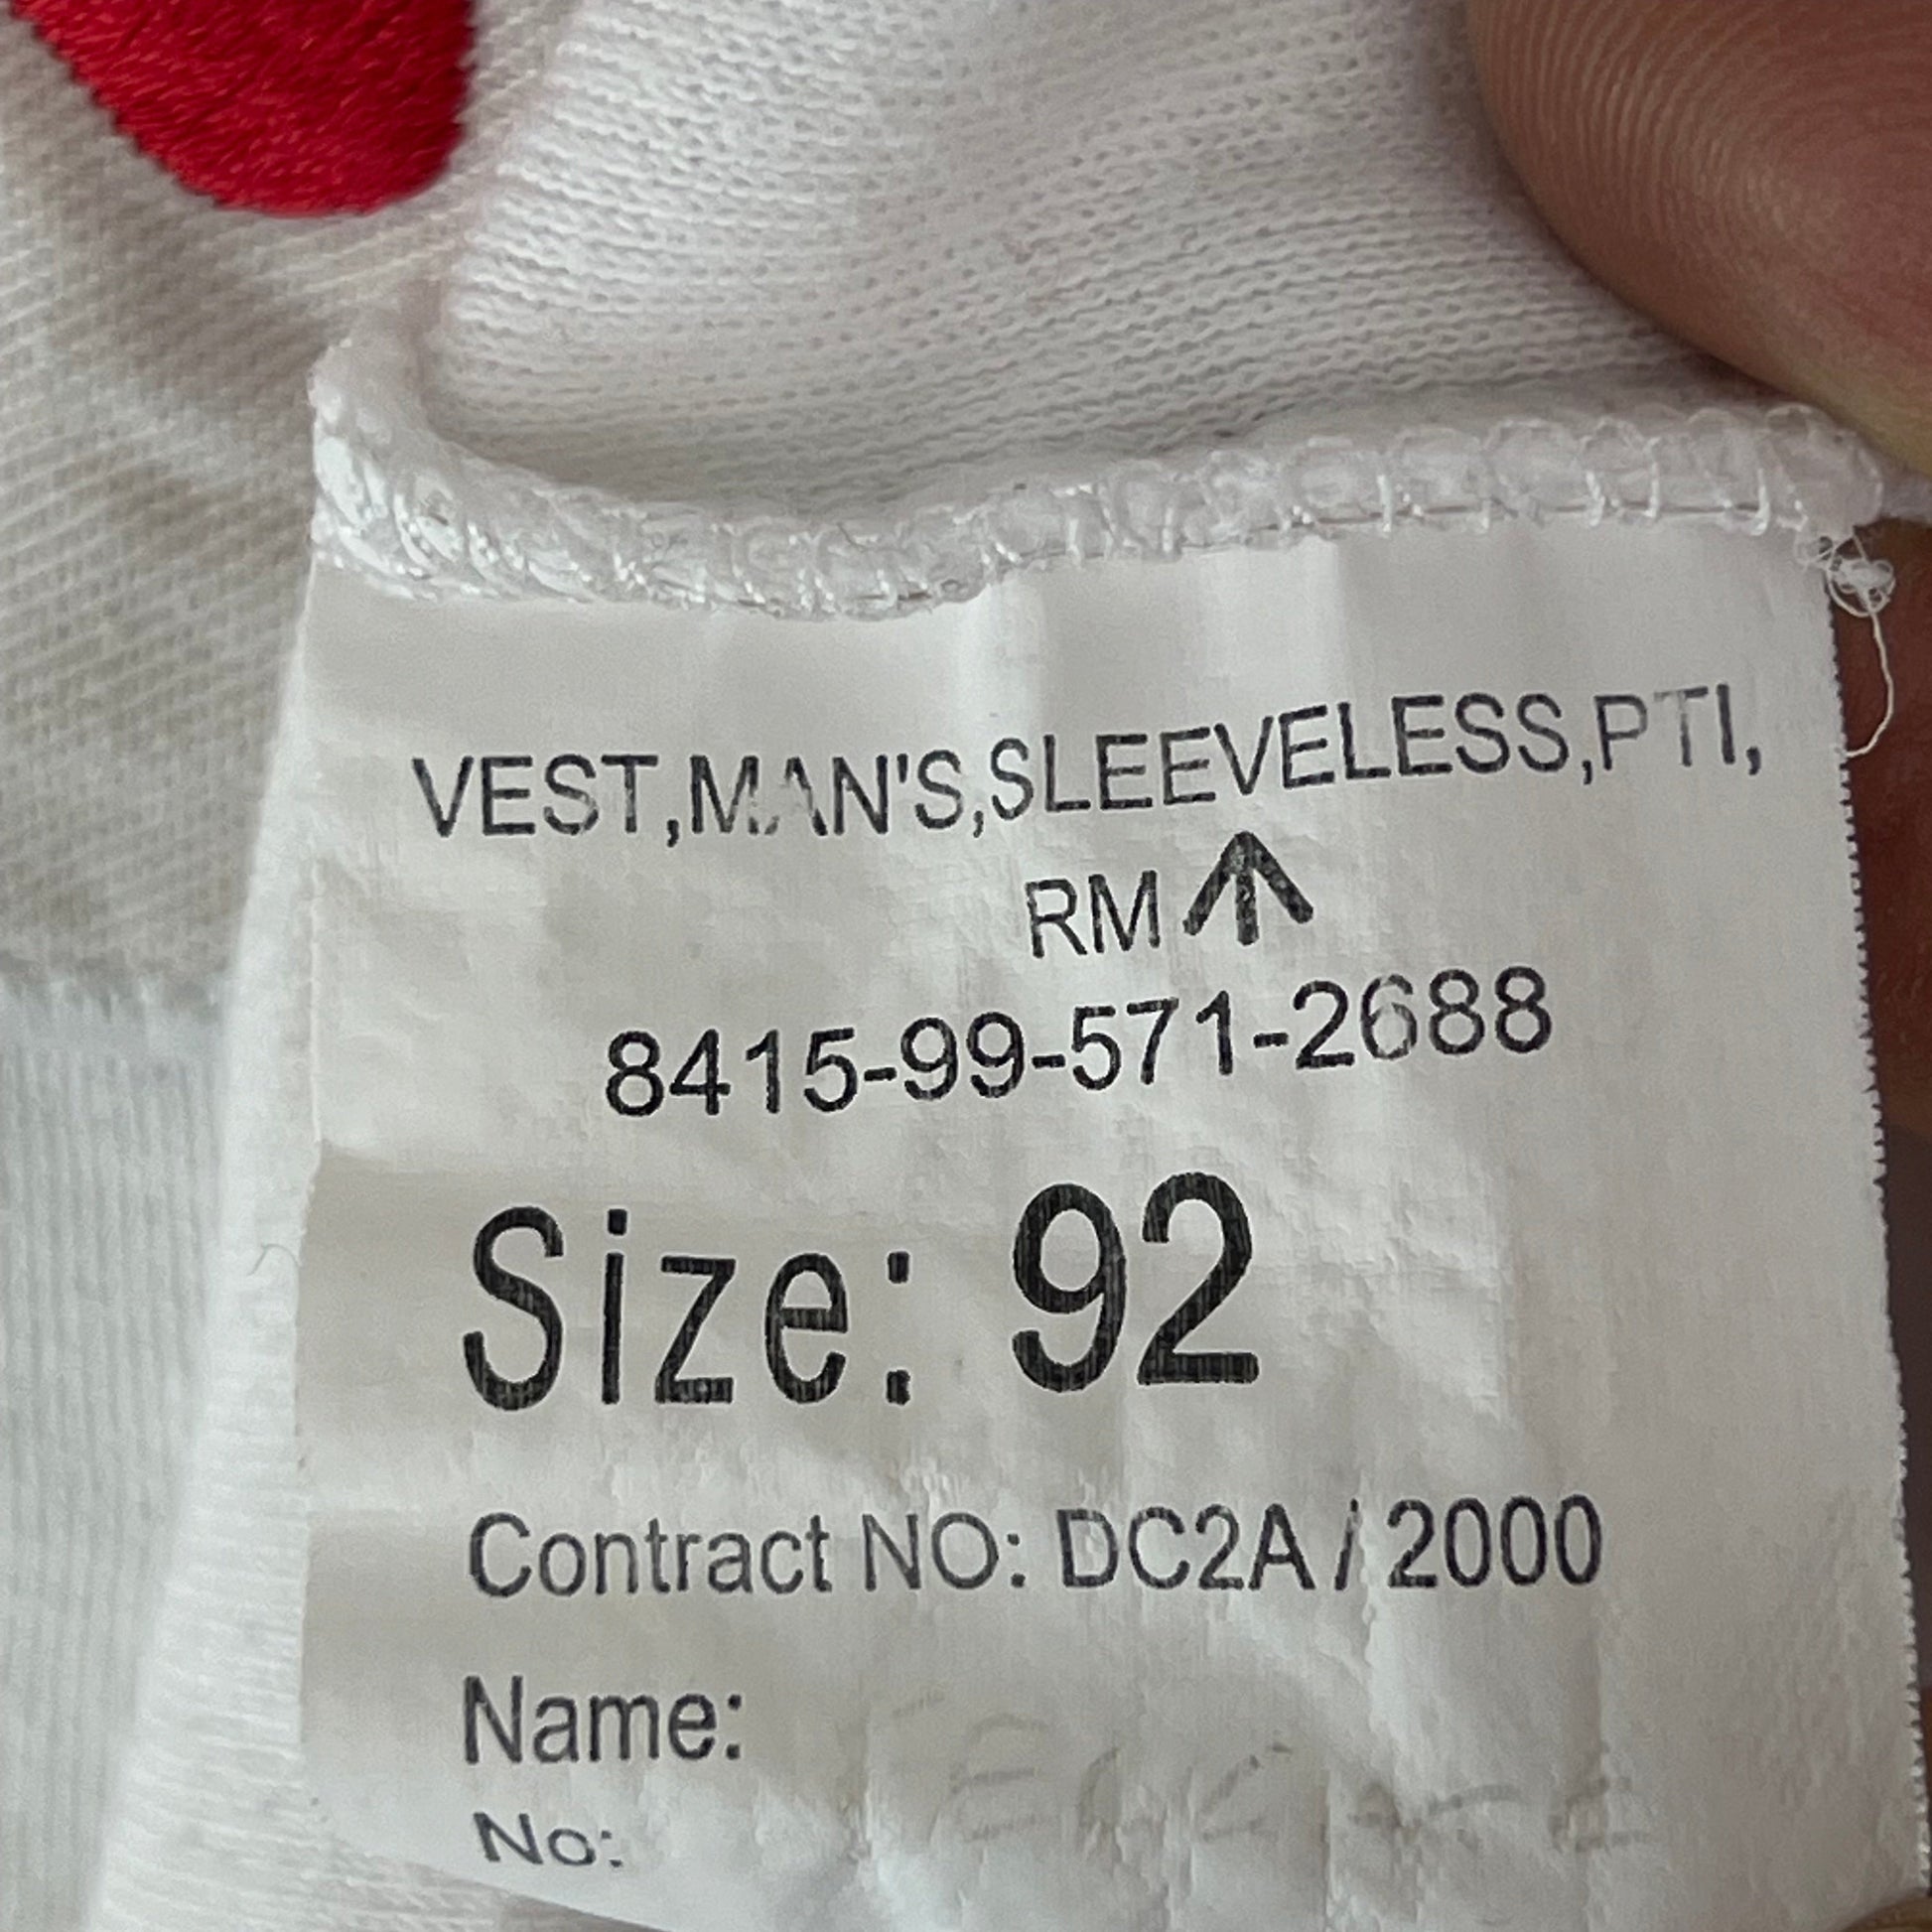 VEST,MAN'S,SLEEVELESS,PTI,
RM
8415-99-571-2688
Size: 92
Contract NO: DC2A / 2000
Name:
No: